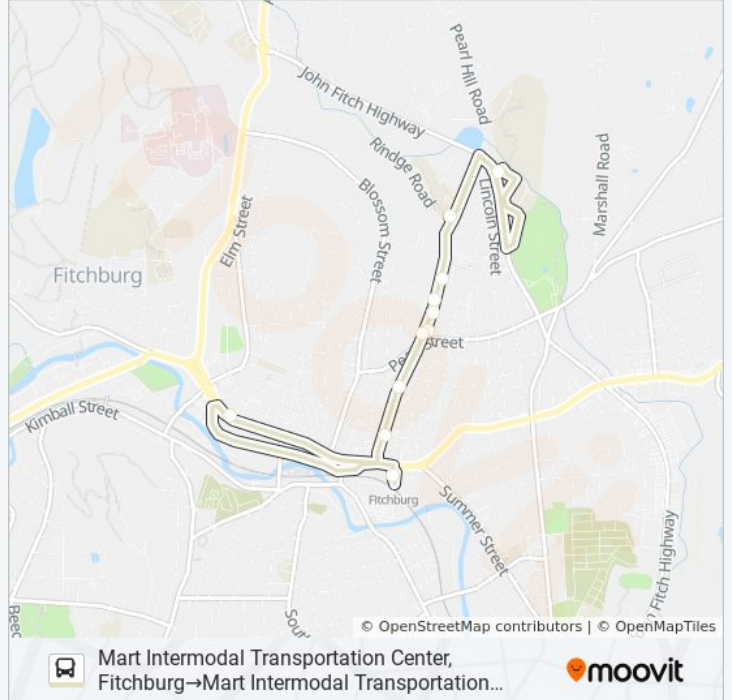 Pearl Hill Road
John Fitch Highway
Rindge Road
Marshall Road
Blossom Street
Lincoln Street
Elm Street
Fitchburg
Street
Kimball Street
Fitchburg
Summer Street
Fitch Highway
© OpenStreetMap contributors | © OpenMapTiles
Mart Intermodal Transportation Center,
Fitchburg→Mart Intermodal Transportation…
moovit